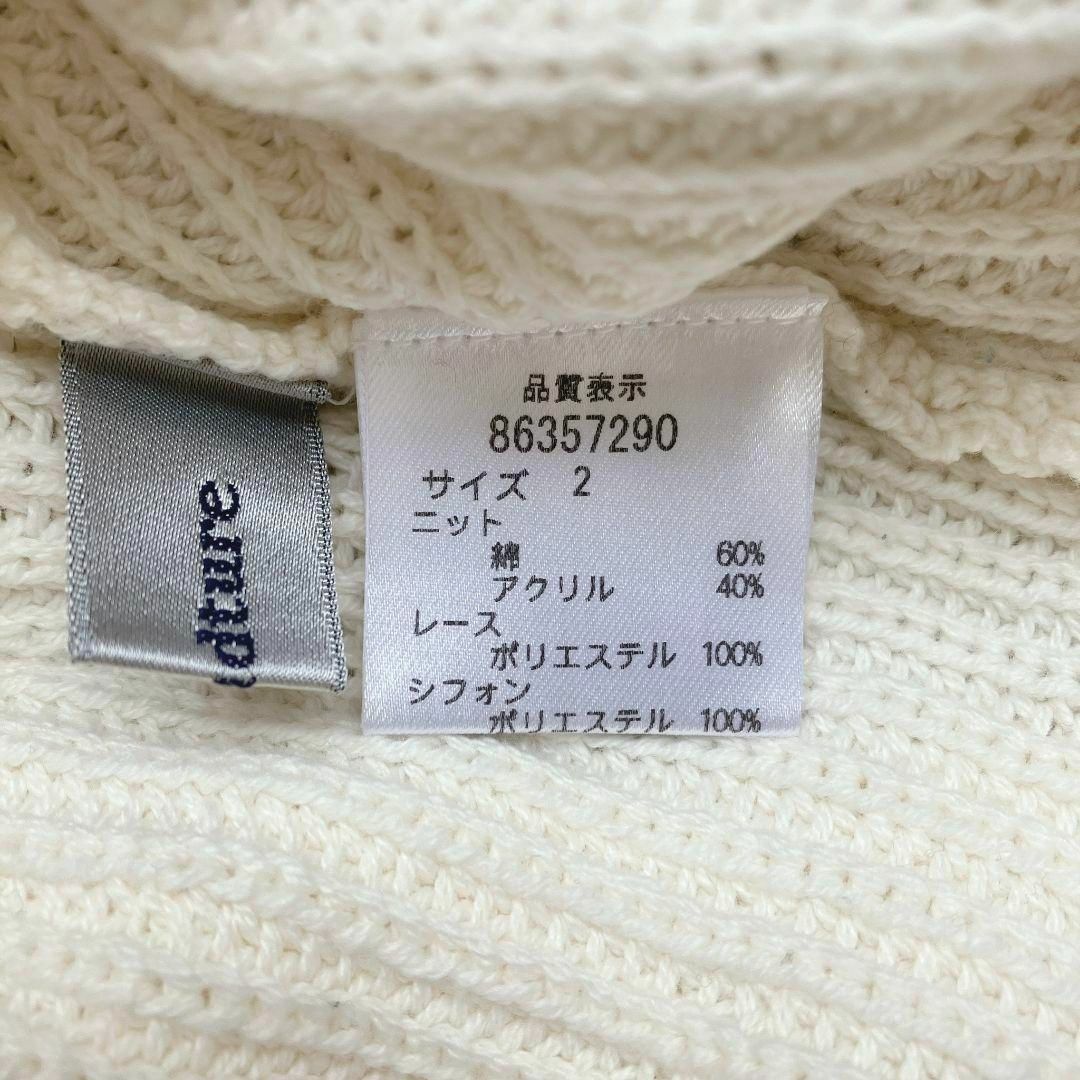 品質表示
86357290
サイズ 2
ニット
綿 60%
アクリル 40%
レース
ポリエステル 100%
シフォン
ポリエステル 100%
dture